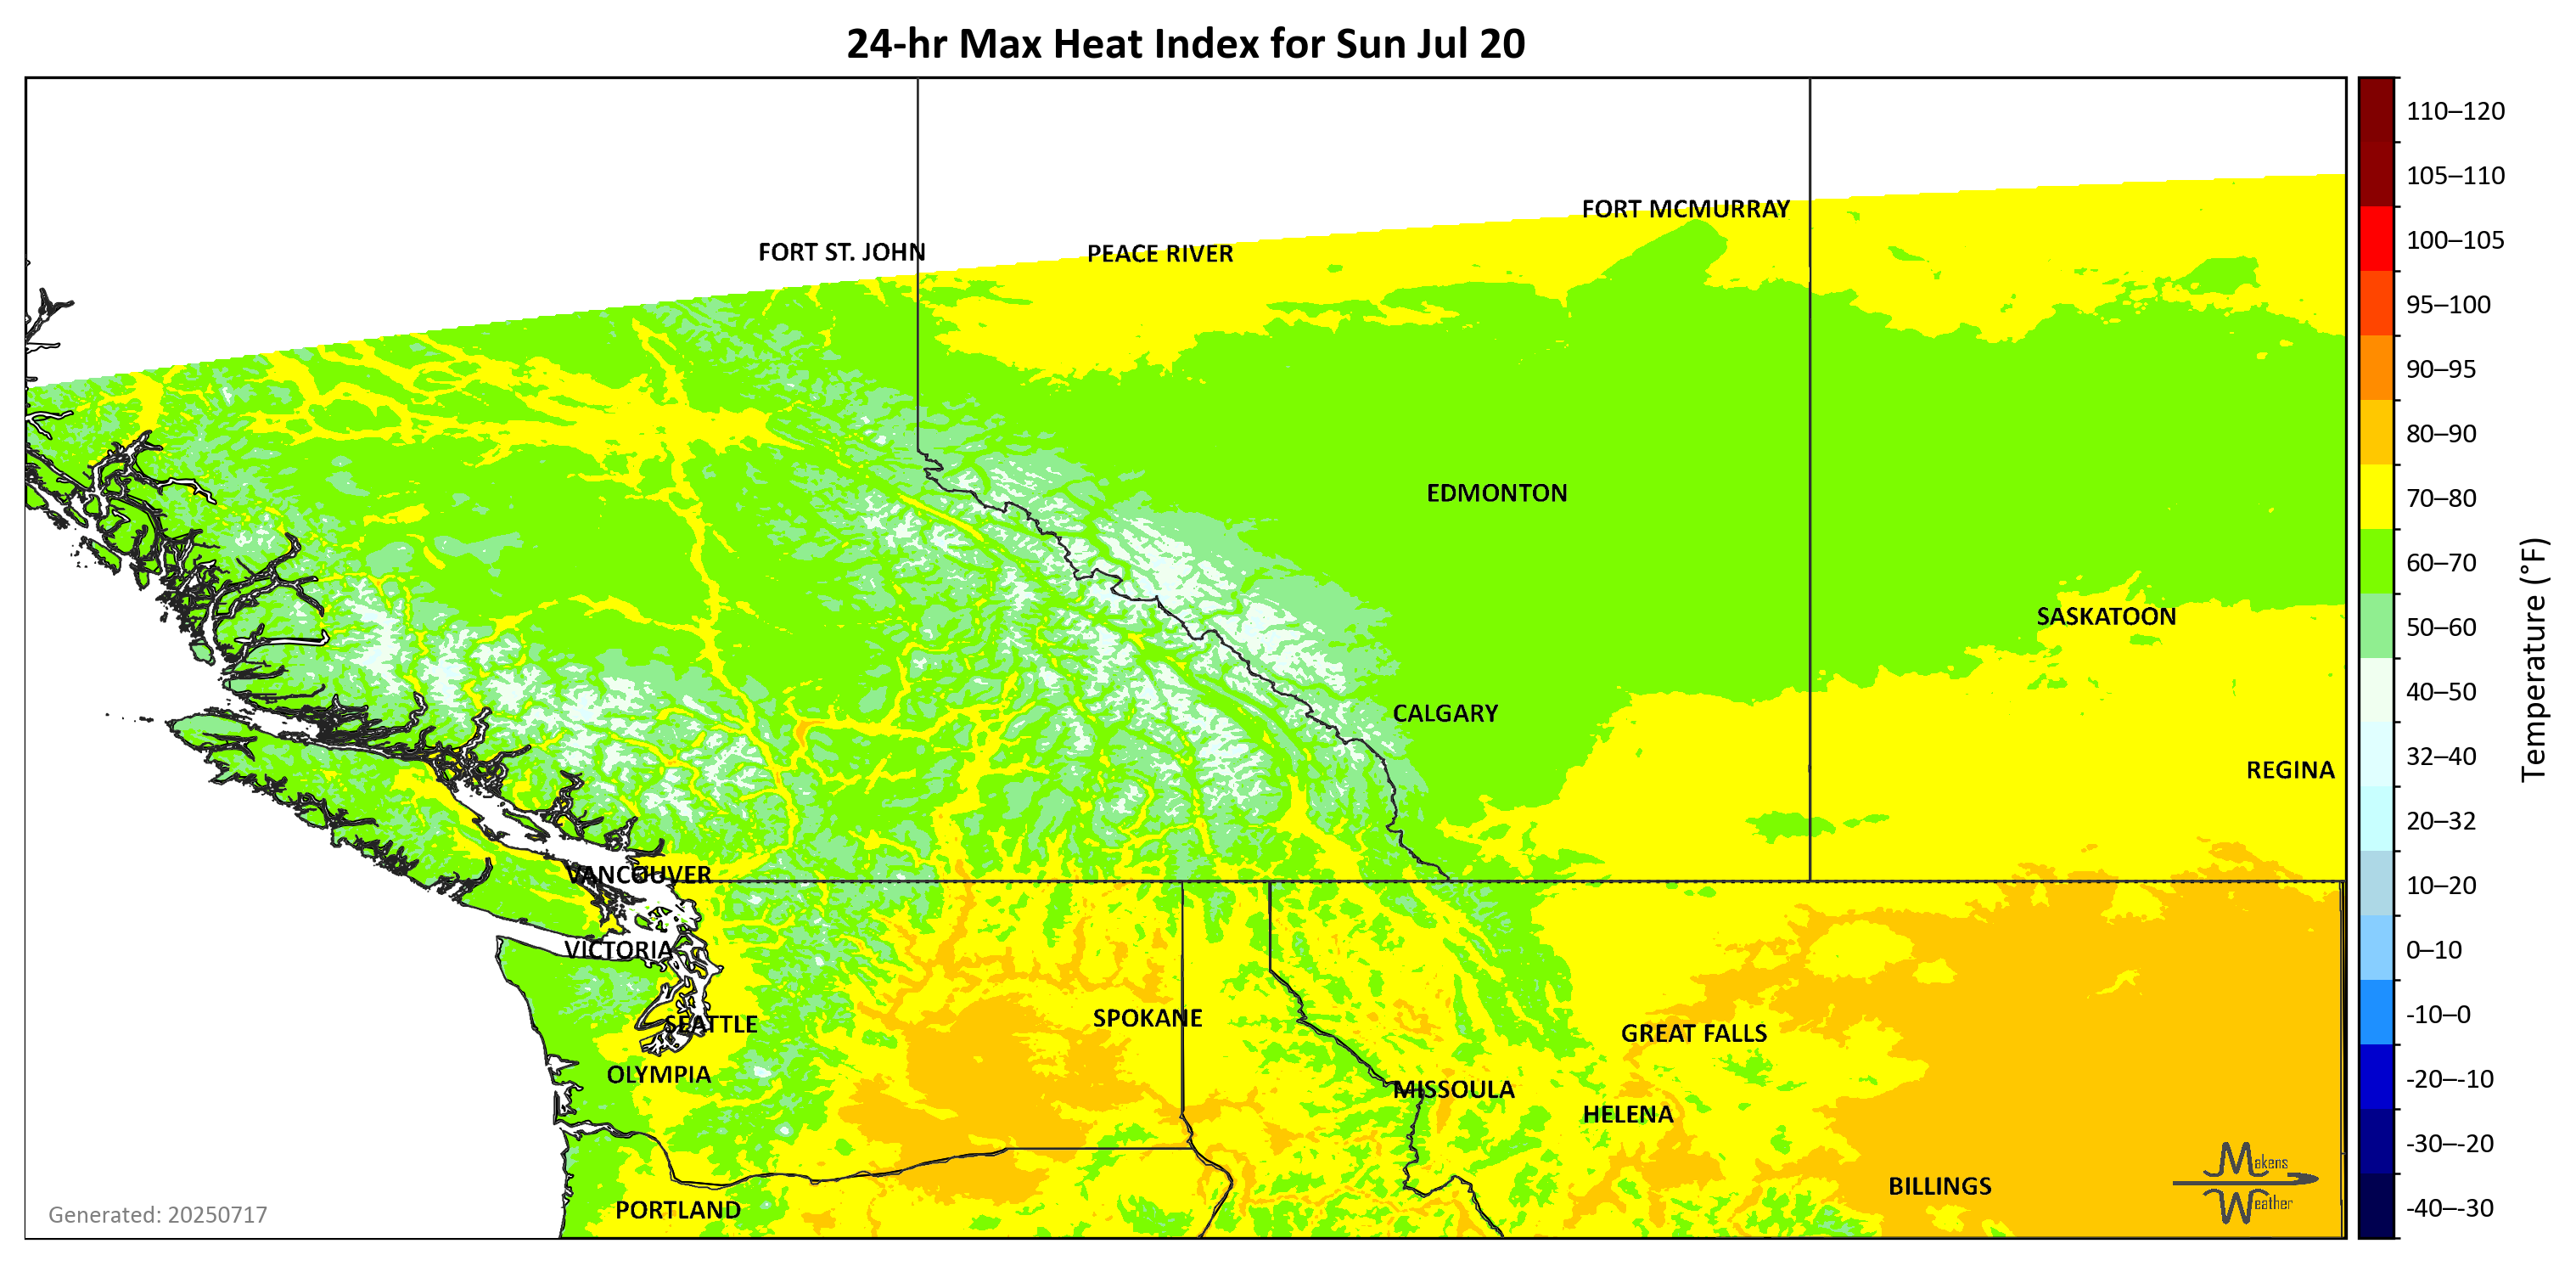 24-hr Max Heat Index for Sun Jul 20
110–120
105–110
FORT MCMURRAY
100–105
FORT ST. JOHN
PEACE RIVER
95–100
90–95
80–90
EDMONTON
70–80
60–70
SASKATOON
50–60
40–50
CALGARY
32–40
REGINA
Temperature (°F)
20–32
VANCOUVER
10–20
VICTORIA
0–10
SEATTLE
SPOKANE
GREAT FALLS
-10–0
OLYMPIA
MISSOULA
-20–-10
HELENA
-30–-20
Makens
Weather
BILLINGS
PORTLAND
-40–-30
Generated: 20250717